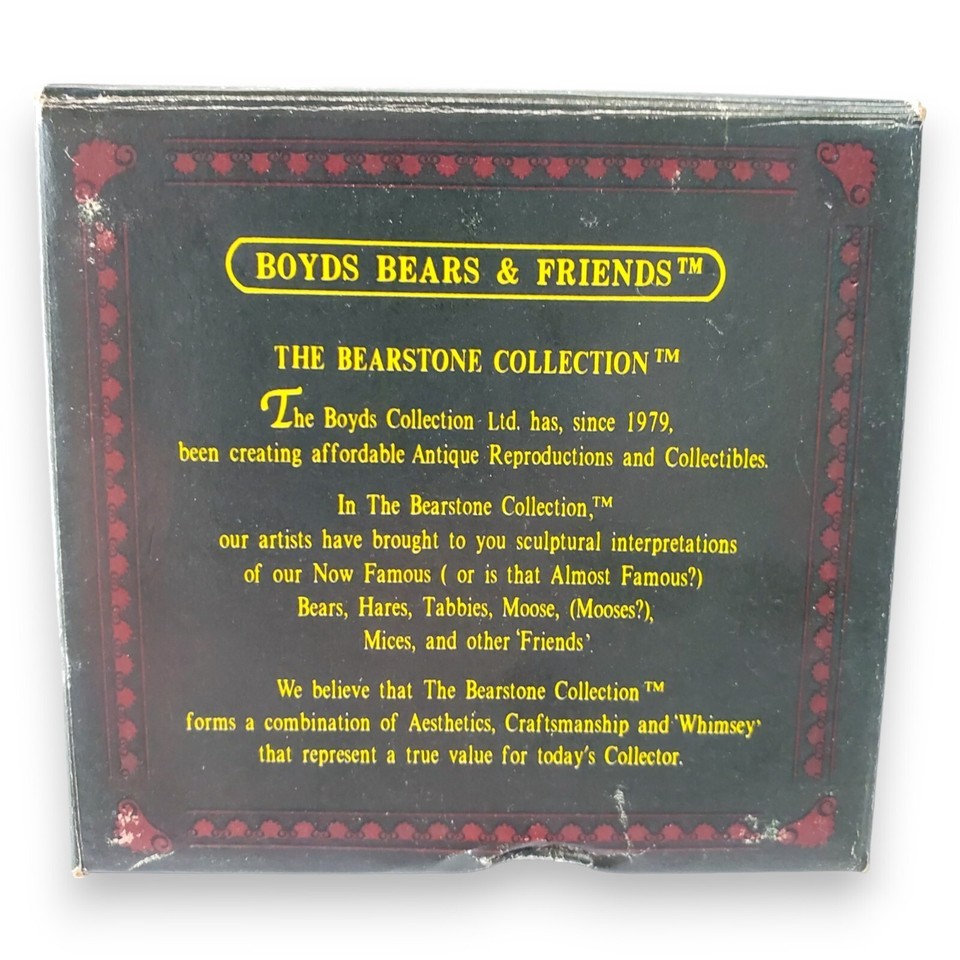 BOYDS BEARS & FRIENDS™
THE BEARSTONE COLLECTION™
The Boyds Collection Ltd. has, since 1979,
been creating affordable Antique Reproductions and Collectibles.
In The Bearstone Collection,™
our artists have brought to you sculptural interpretations
of our Now Famous ( or is that Almost Famous?)
Bears, Hares, Tabbies, Moose, (Mooses?),
Mices, and other 'Friends'.
We believe that The Bearstone Collection™
forms a combination of Aesthetics, Craftsmanship and 'Whimsey'
that represent a true value for today's Collector.